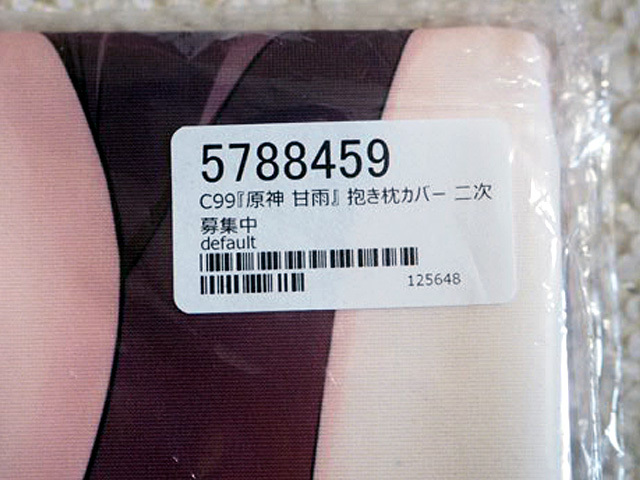 5788459
C99『原神 甘雨』 抱き枕カバー 二次
募集中
default
125648